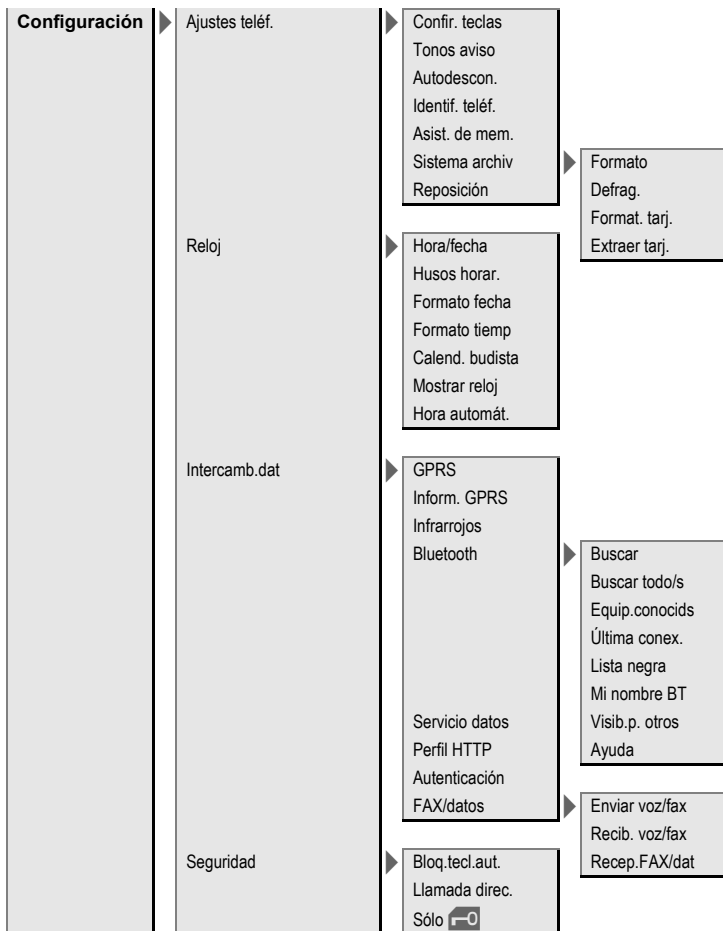 Configuración
Ajustes teléf.
Confir. teclas
Tonos aviso
Autodescon.
Identif. teléf.
Asist. de mem.
Sistema archiv
Formato
Defrag.
Format. tarj.
Extraer tarj.
Reposición
Reloj
Hora/fecha
Husos horar.
Formato fecha
Formato tiemp
Calend. budista
Mostrar reloj
Hora automát.
Intercamb.dat
GPRS
Inform. GPRS
Infrarrojos
Bluetooth
Buscar
Buscar todo/s
Equip.conocids
Última conex.
Lista negra
Mi nombre BT
Visib.p. otros
Ayuda
Servicio datos
Perfil HTTP
Autenticación
FAX/datos
Enviar voz/fax
Recib. voz/fax
Recep.FAX/dat
Seguridad
Bloq.tecl.aut.
Llamada direc.
Sólo